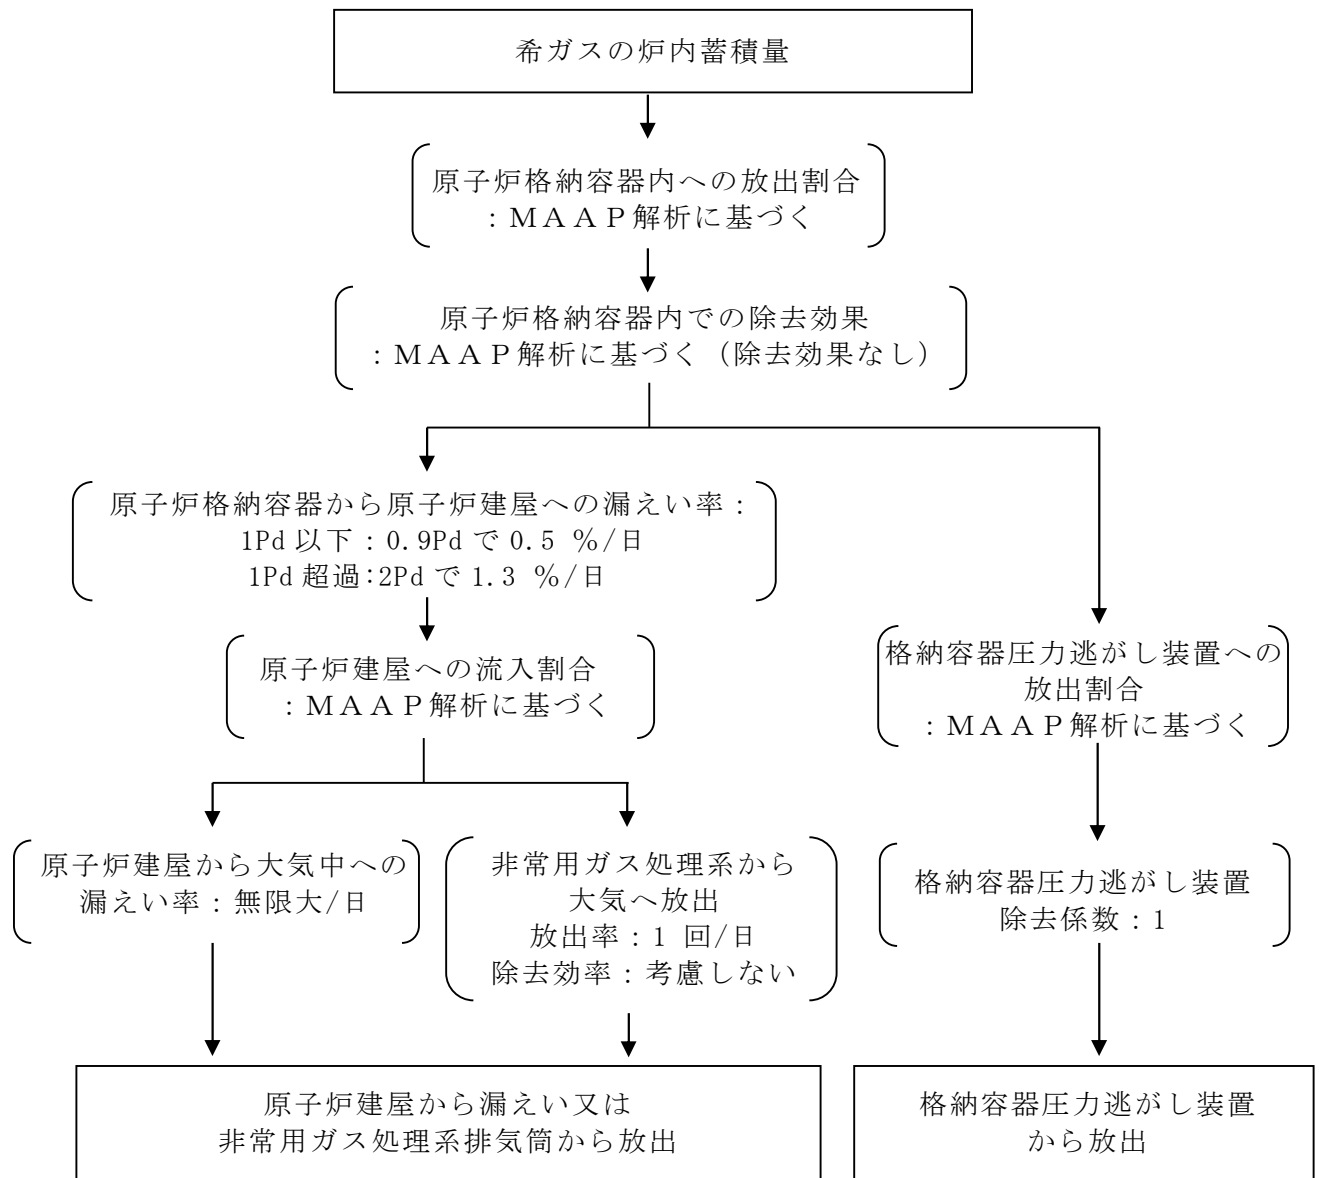 希ガスの炉内蓄積量
原子炉格納容器内への放出割合
：ＭＡＡＰ解析に基づく
原子炉格納容器内での除去効果
：ＭＡＡＰ解析に基づく（除去効果なし）
原子炉格納容器から原子炉建屋への漏えい率：
1Pd 以下：0.9Pd で 0.5 %/日
1Pd 超過：2Pd で 1.3 %/日
原子炉建屋への流入割合
：ＭＡＡＰ解析に基づく
格納容器圧力逃がし装置への
放出割合
：ＭＡＡＰ解析に基づく
原子炉建屋から大気中への
漏えい率：無限大/日
非常用ガス処理系から
大気へ放出
放出率：1 回/日
除去効率：考慮しない
格納容器圧力逃がし装置
除去係数：1
原子炉建屋から漏えい又は
非常用ガス処理系排気筒から放出
格納容器圧力逃がし装置
から放出